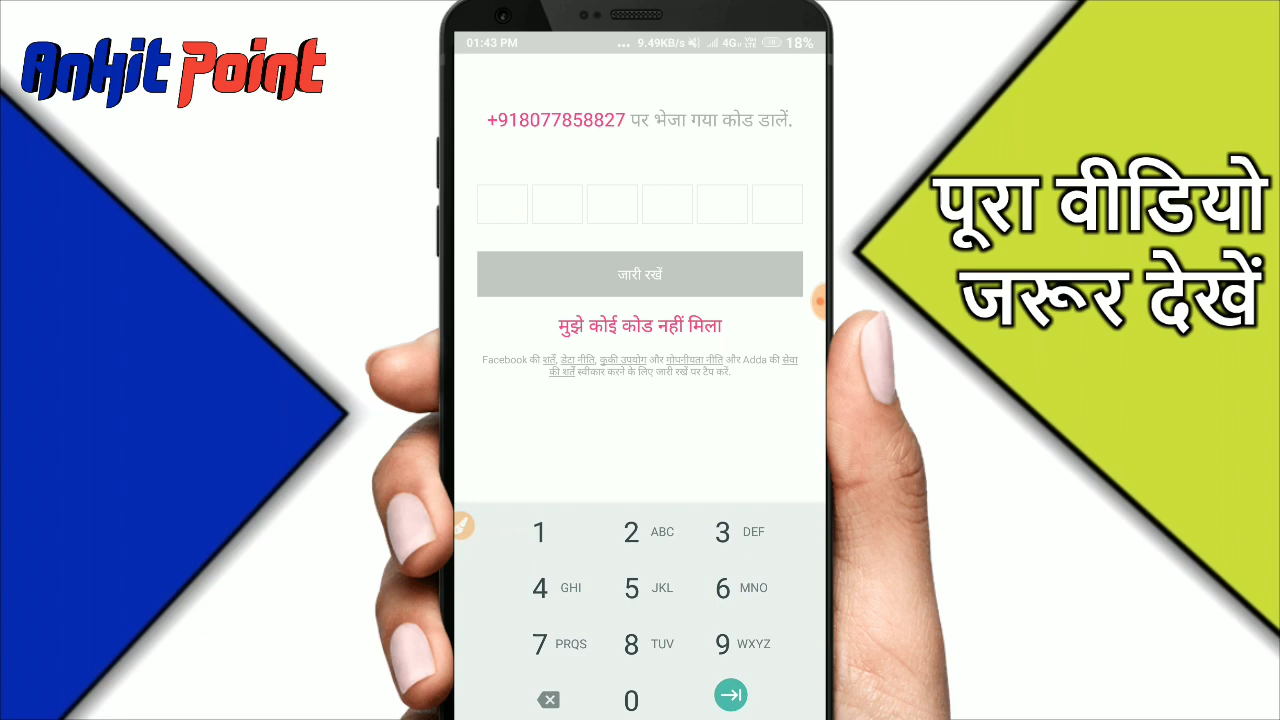 Ankit Point
01:43 PM ... 9.49KB/s 4G 18%
+918077858827 पर भेजा गया कोड डालें.
जारी रखें
मुझे कोई कोड नहीं मिला
Facebook की शर्तें, डेटा नीति, कुकी उपयोग और गोपनीयता नीति और Adda की सेवा
की शर्तें स्वीकार करने के लिए जारी रखें पर टैप करें.
पूरा वीडियो
जरूर देखें
1 2 ABC 3 DEF
4 GHI 5 JKL 6 MNO
7 PRQS 8 TUV 9 WXYZ
0